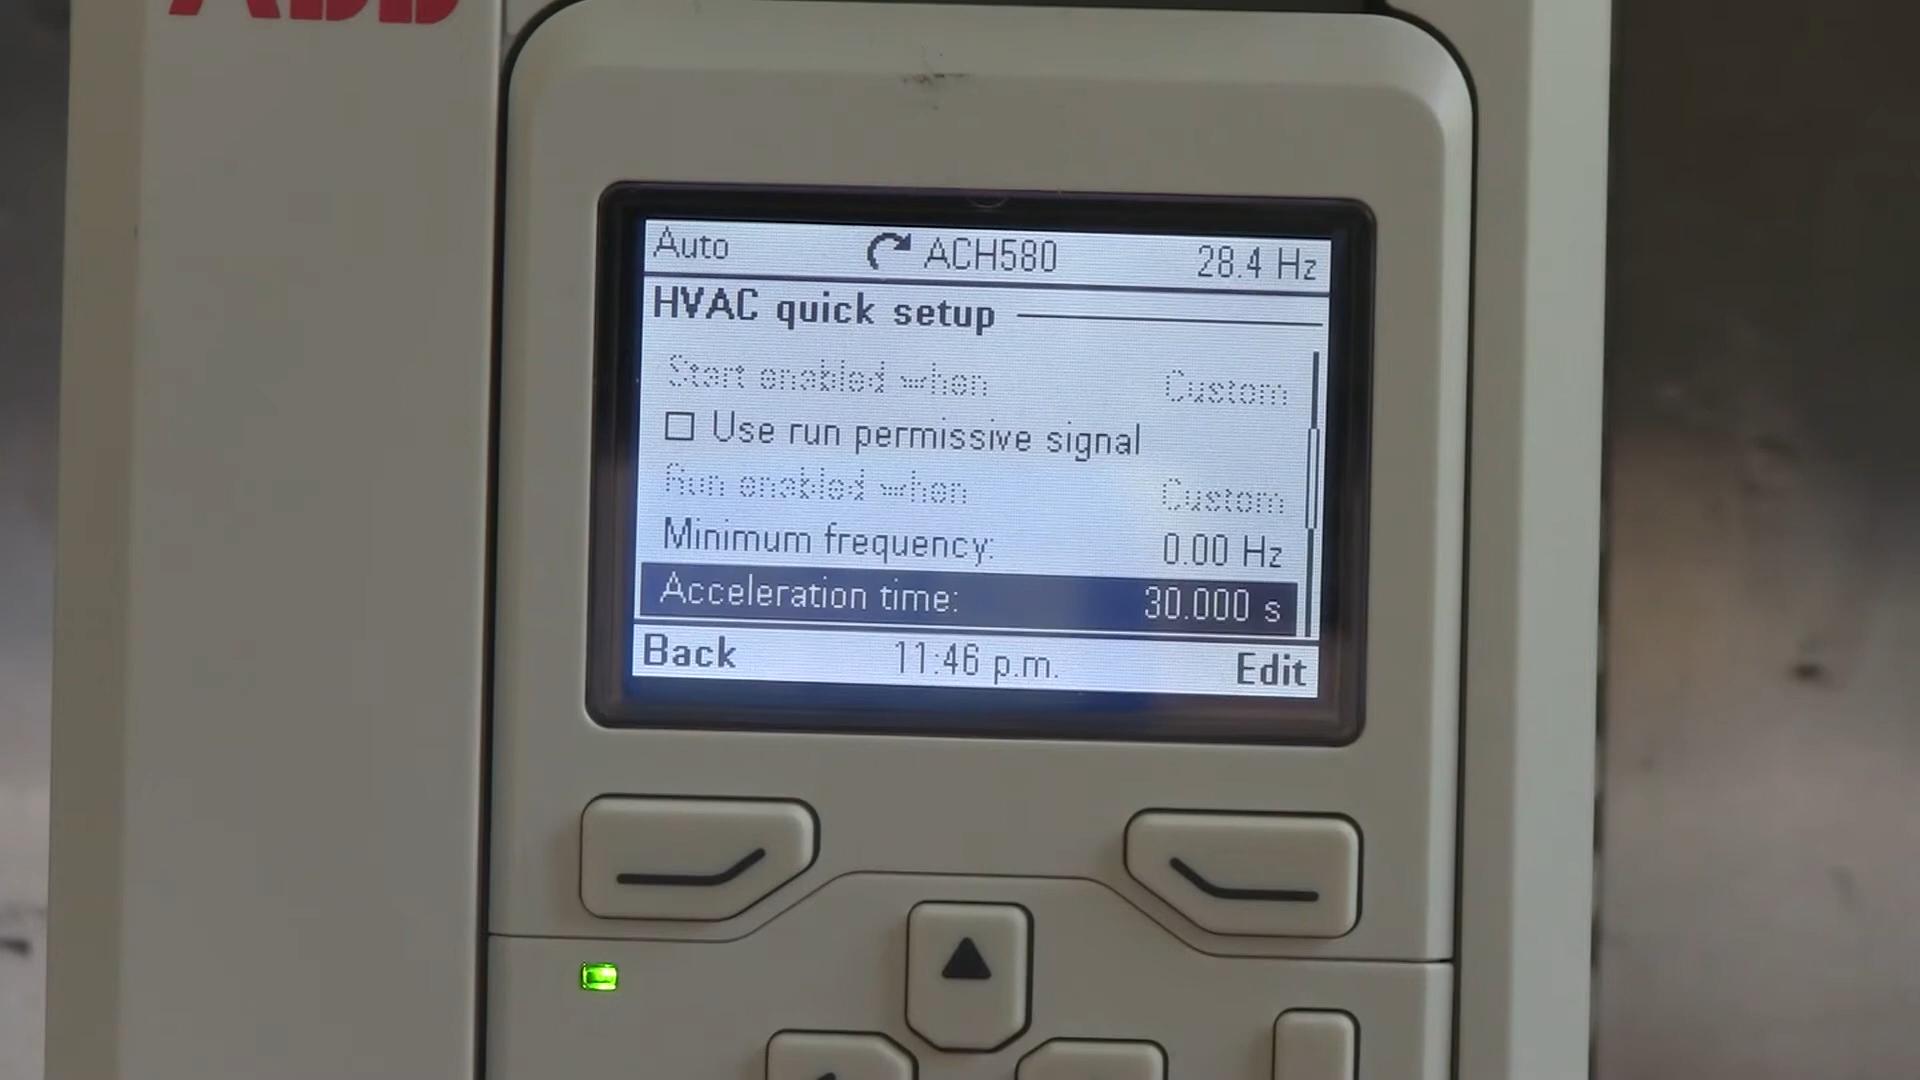 ABB
Auto ACH580 28.4 Hz
HVAC quick setup
Start enabled when Custom
Use run permissive signal
Run enabled when Custom
Minimum frequency: 0.00 Hz
Acceleration time: 30.000 s
Back 11:46 p.m. Edit